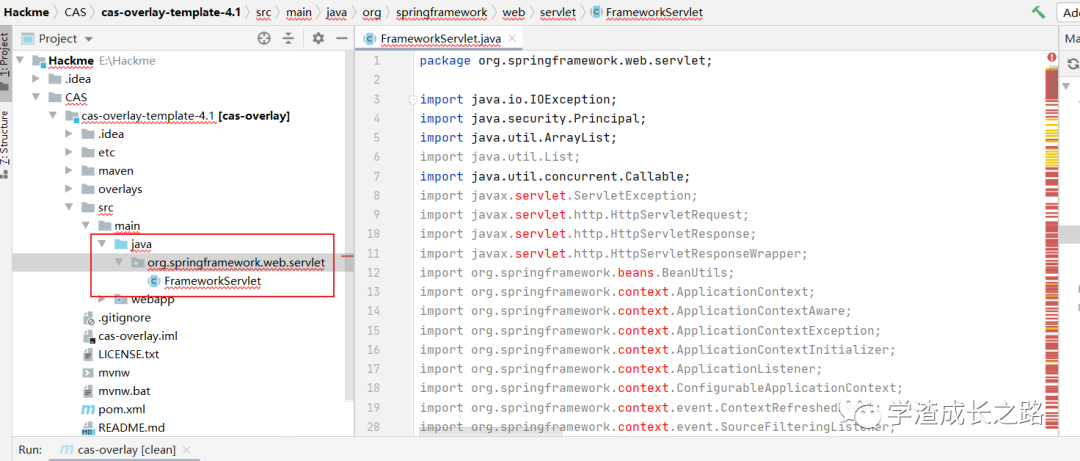 Hackme CAS cas-overlay-template-4.1 src main java org springframework web servlet FrameworkServlet
Project
FrameworkServlet.java
1: Project
Z: Structure
Hackme E:\Hackme
.idea
CAS
cas-overlay-template-4.1 [cas-overlay]
.idea
etc
maven
overlays
src
main
java
org.springframework.web.servlet
FrameworkServlet
webapp
.gitignore
cas-overlay.iml
LICENSE.txt
mvnw
mvnw.bat
pom.xml
README.md
1 package org.springframework.web.servlet;
2
3 import java.io.IOException;
4 import java.security.Principal;
5 import java.util.ArrayList;
6 import java.util.List;
7 import java.util.concurrent.Callable;
8 import javax.servlet.ServletException;
9 import javax.servlet.http.HttpServletRequest;
10 import javax.servlet.http.HttpServletResponse;
11 import javax.servlet.http.HttpServletResponseWrapper;
12 import org.springframework.beans.BeanUtils;
13 import org.springframework.context.ApplicationContext;
14 import org.springframework.context.ApplicationContextAware;
15 import org.springframework.context.ApplicationContextException;
16 import org.springframework.context.ApplicationContextInitializer;
17 import org.springframework.context.ApplicationListener;
18 import org.springframework.context.ConfigurableApplicationContext;
19 import org.springframework.context.event.ContextRefreshed
20 import org.springframework.context.event.SourceFilteringListener;
学渣成长之路
Run: cas-overlay [clean]